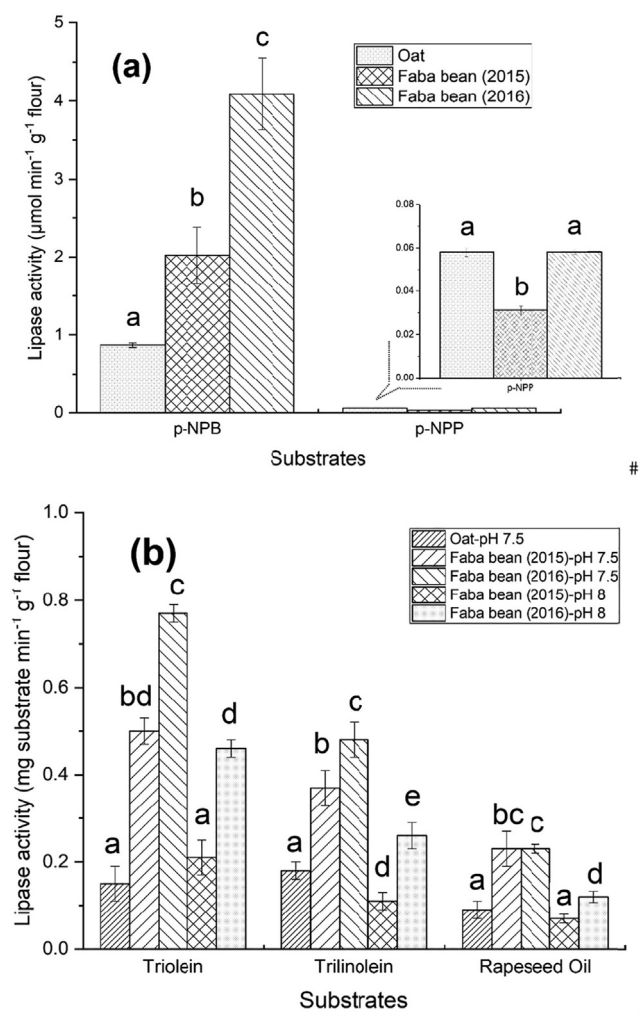 (a)
Lipase activity (μmol min⁻¹ g⁻¹ flour)
5
4
3
2
1
0
a
b
c
Oat
Faba bean (2015)
Faba bean (2016)
0.08
0.06
0.04
0.02
0.00
a
b
a
p-NPP
p-NPB
p-NPP
Substrates
#
(b)
Lipase activity (mg substrate min⁻¹ g⁻¹ flour)
1.0
0.8
0.6
0.4
0.2
0.0
Oat-pH 7.5
Faba bean (2015)-pH 7.5
Faba bean (2016)-pH 7.5
Faba bean (2015)-pH 8
Faba bean (2016)-pH 8
a
bd
c
a
d
a
b
c
d
e
a
bc
c
a
d
Triolein
Trilinolein
Rapeseed Oil
Substrates